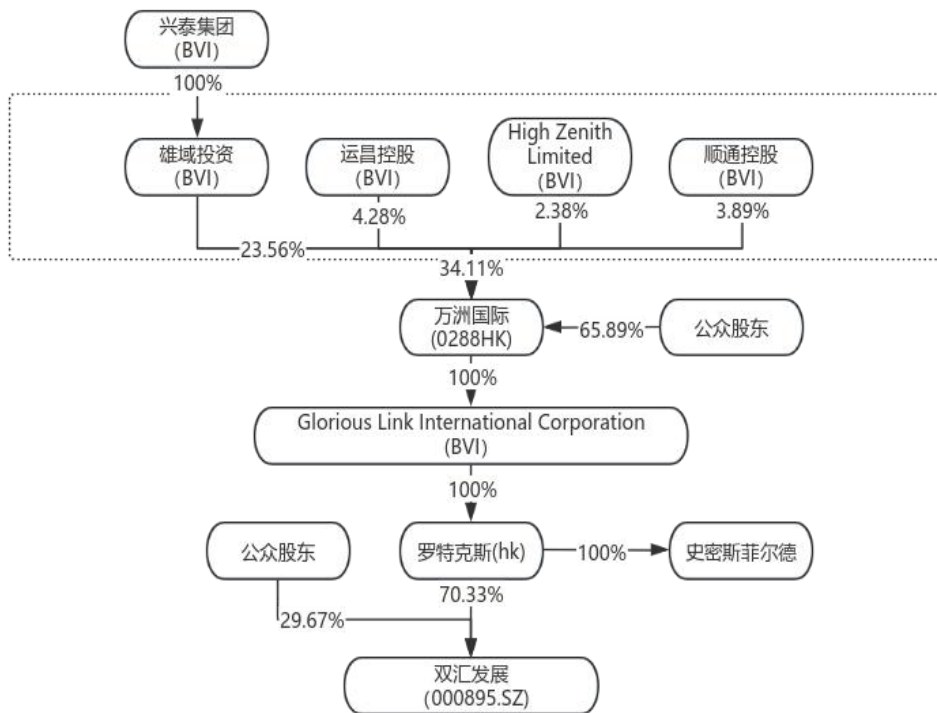 兴泰集团
(BVI)
100%
雄域投资
(BVI)
运昌控股
(BVI)
High Zenith
Limited
(BVI)
顺通控股
(BVI)
4.28%
2.38%
3.89%
23.56%
34.11%
万洲国际
(0288HK)
65.89%
公众股东
100%
Glorious Link International Corporation
(BVI)
100%
公众股东
罗特克斯(hk)
100%
史密斯菲尔德
70.33%
29.67%
双汇发展
(000895.SZ)